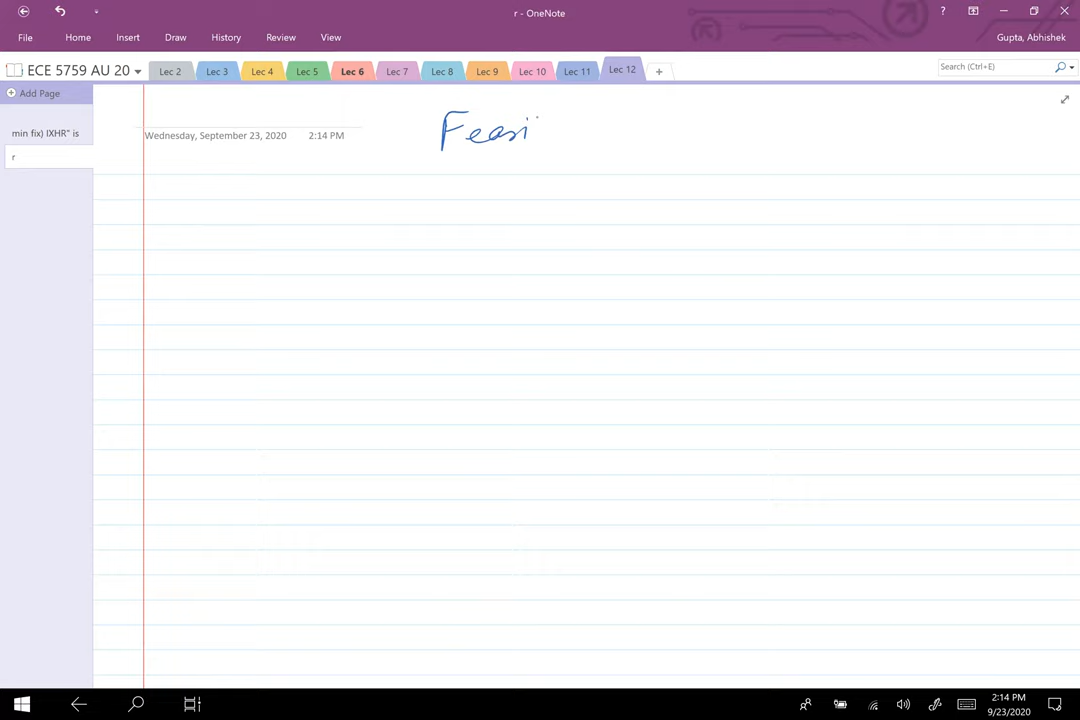 r - OneNote
Gupta, Abhishek
File Home Insert Draw History Review View
ECE 5759 AU 20
Lec 2 Lec 3 Lec 4 Lec 5 Lec 6 Lec 7 Lec 8 Lec 9 Lec 10 Lec 11 Lec 12
Search (Ctrl+E)
Add Page
min fix) IXHR" is
r
Wednesday, September 23, 2020 2:14 PM
Feasi
2:14 PM
9/23/2020